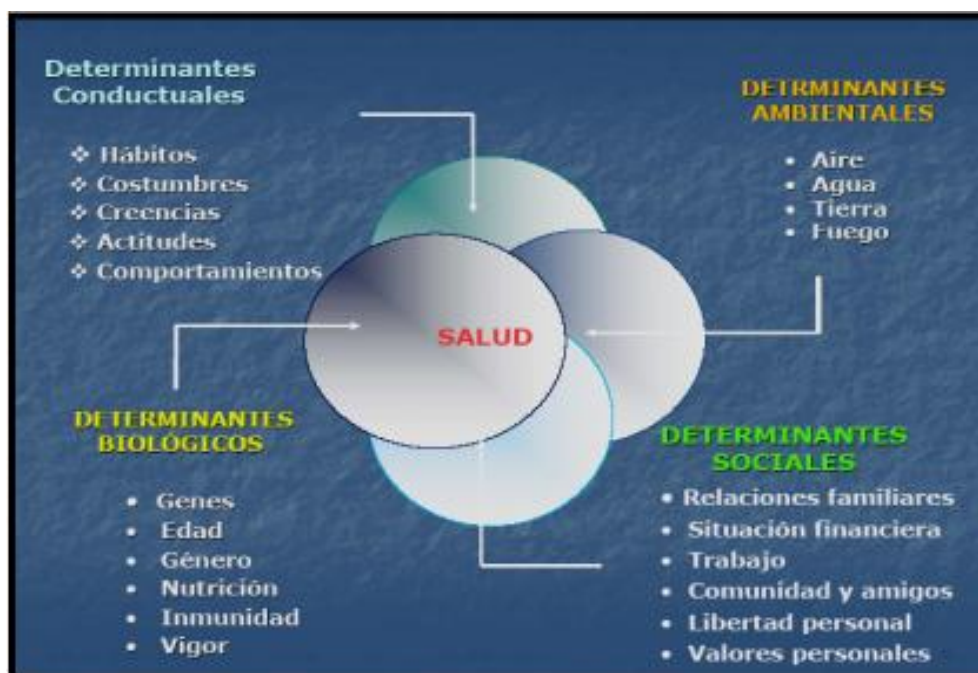 Determinantes
Conductuales
❖ Hábitos
❖ Costumbres
❖ Creencias
❖ Actitudes
❖ Comportamientos
DETRMINANTES
AMBIENTALES
• Aire
• Agua
• Tierra
• Fuego
SALUD
DETERMINANTES
BIOLÓGICOS
• Genes
• Edad
• Género
• Nutrición
• Inmunidad
• Vigor
DETERMINANTES
SOCIALES
• Relaciones familiares
• Situación financiera
• Trabajo
• Comunidad y amigos
• Libertad personal
• Valores personales